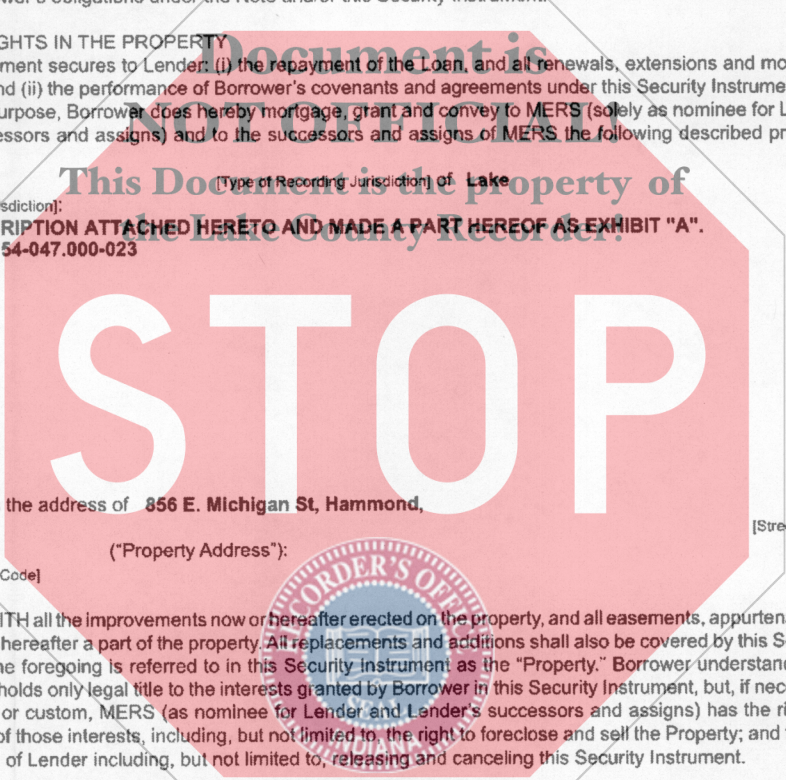 wer's obligations under the Note and/or this Security Instrument.
GHTS IN THE PROPERTY
Document is
ment secures to Lender: (i) the repayment of the Loan, and all renewals, extensions and mo
nd (ii) the performance of Borrower's covenants and agreements under this Security Instrume
NOT OFFICIAL!
urpose, Borrower does hereby mortgage, grant and convey to MERS (solely as nominee for L
essors and assigns) and to the successors and assigns of MERS the following described pr
This Document is the property of
[Type of Recording Jurisdiction] of Lake
sdiction]:
the Lake County Recorder!
RIPTION ATTACHED HERETO AND MADE A PART HEREOF AS EXHIBIT "A".
54-047.000-023
STOP
the address of 856 E. Michigan St, Hammond,
[Stree
("Property Address"):
Code]
RECORDER'S OFFICE
ITH all the improvements now or hereafter erected on the property, and all easements, appurtena
hereafter a part of the property. All replacements and additions shall also be covered by this Se
ne foregoing is referred to in this Security Instrument as the "Property." Borrower understand
holds only legal title to the interests granted by Borrower in this Security Instrument, but, if nece
SEAL
or custom, MERS (as nominee for Lender and Lender's successors and assigns) has the ri
of those interests, including, but not limited to, the right to foreclose and sell the Property; and t
INDIANA
of Lender including, but not limited to, releasing and canceling this Security Instrument.